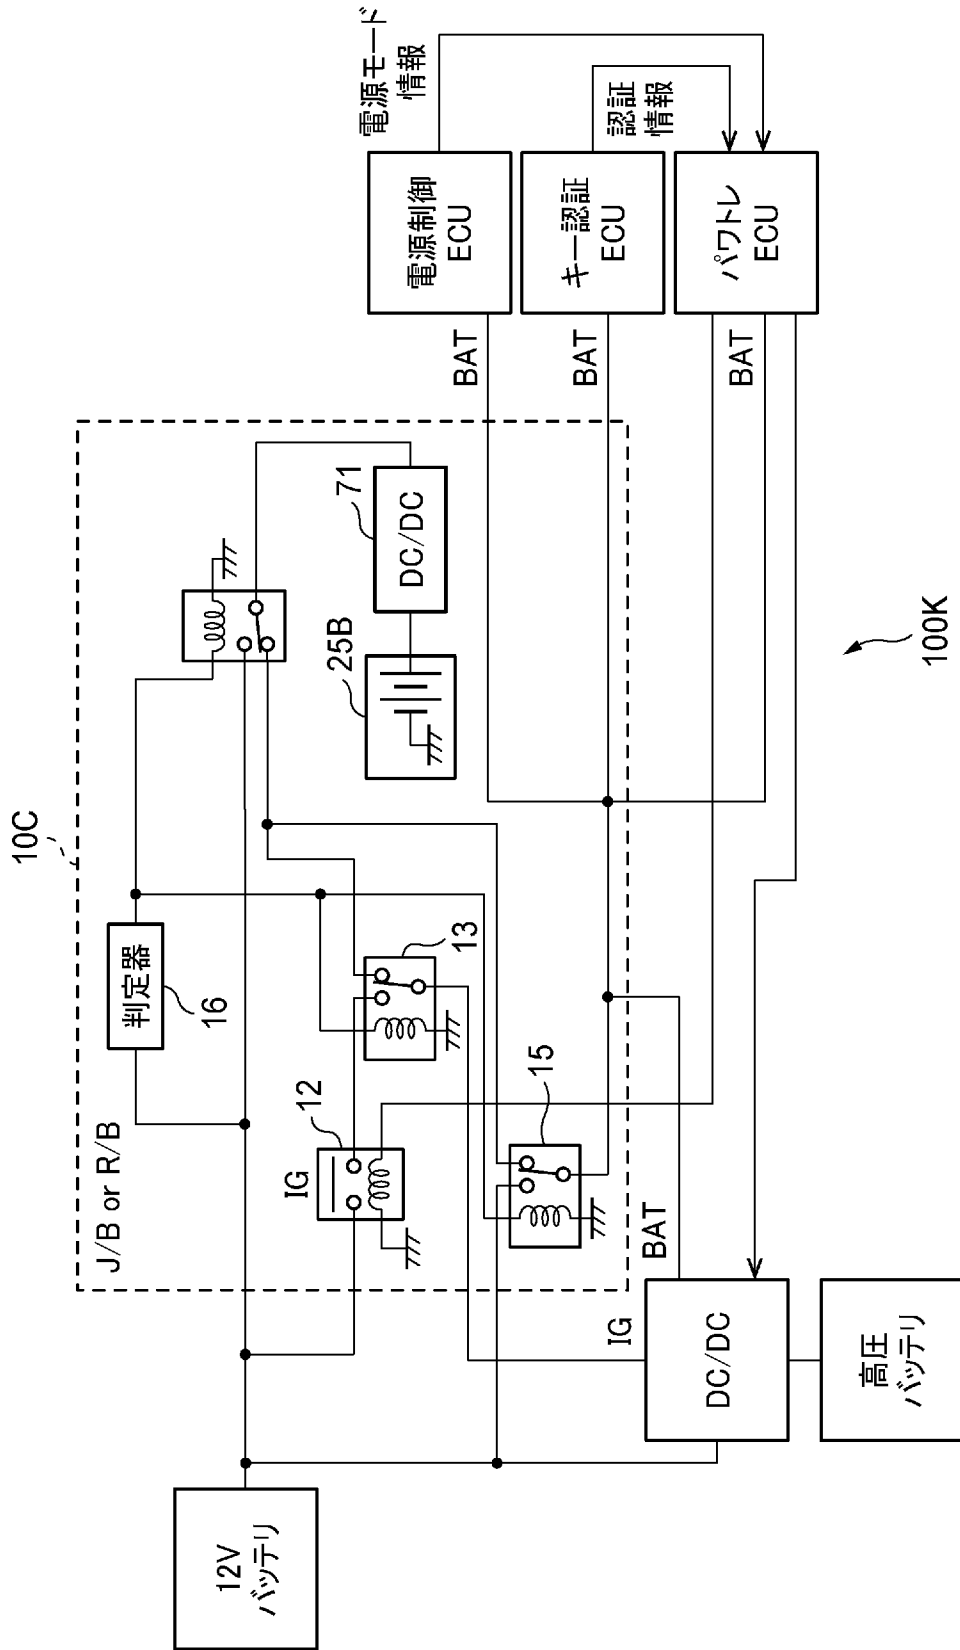 10C
J/B or R/B
判定器
16
12V
バッテリ
IG
12
13
15
25B
71
DC/DC
BAT
BAT
BAT
電源制御
ECU
電源モード
情報
キー認証
ECU
認証
情報
パワトレ
ECU
IG
BAT
DC/DC
高圧
バッテリ
100K